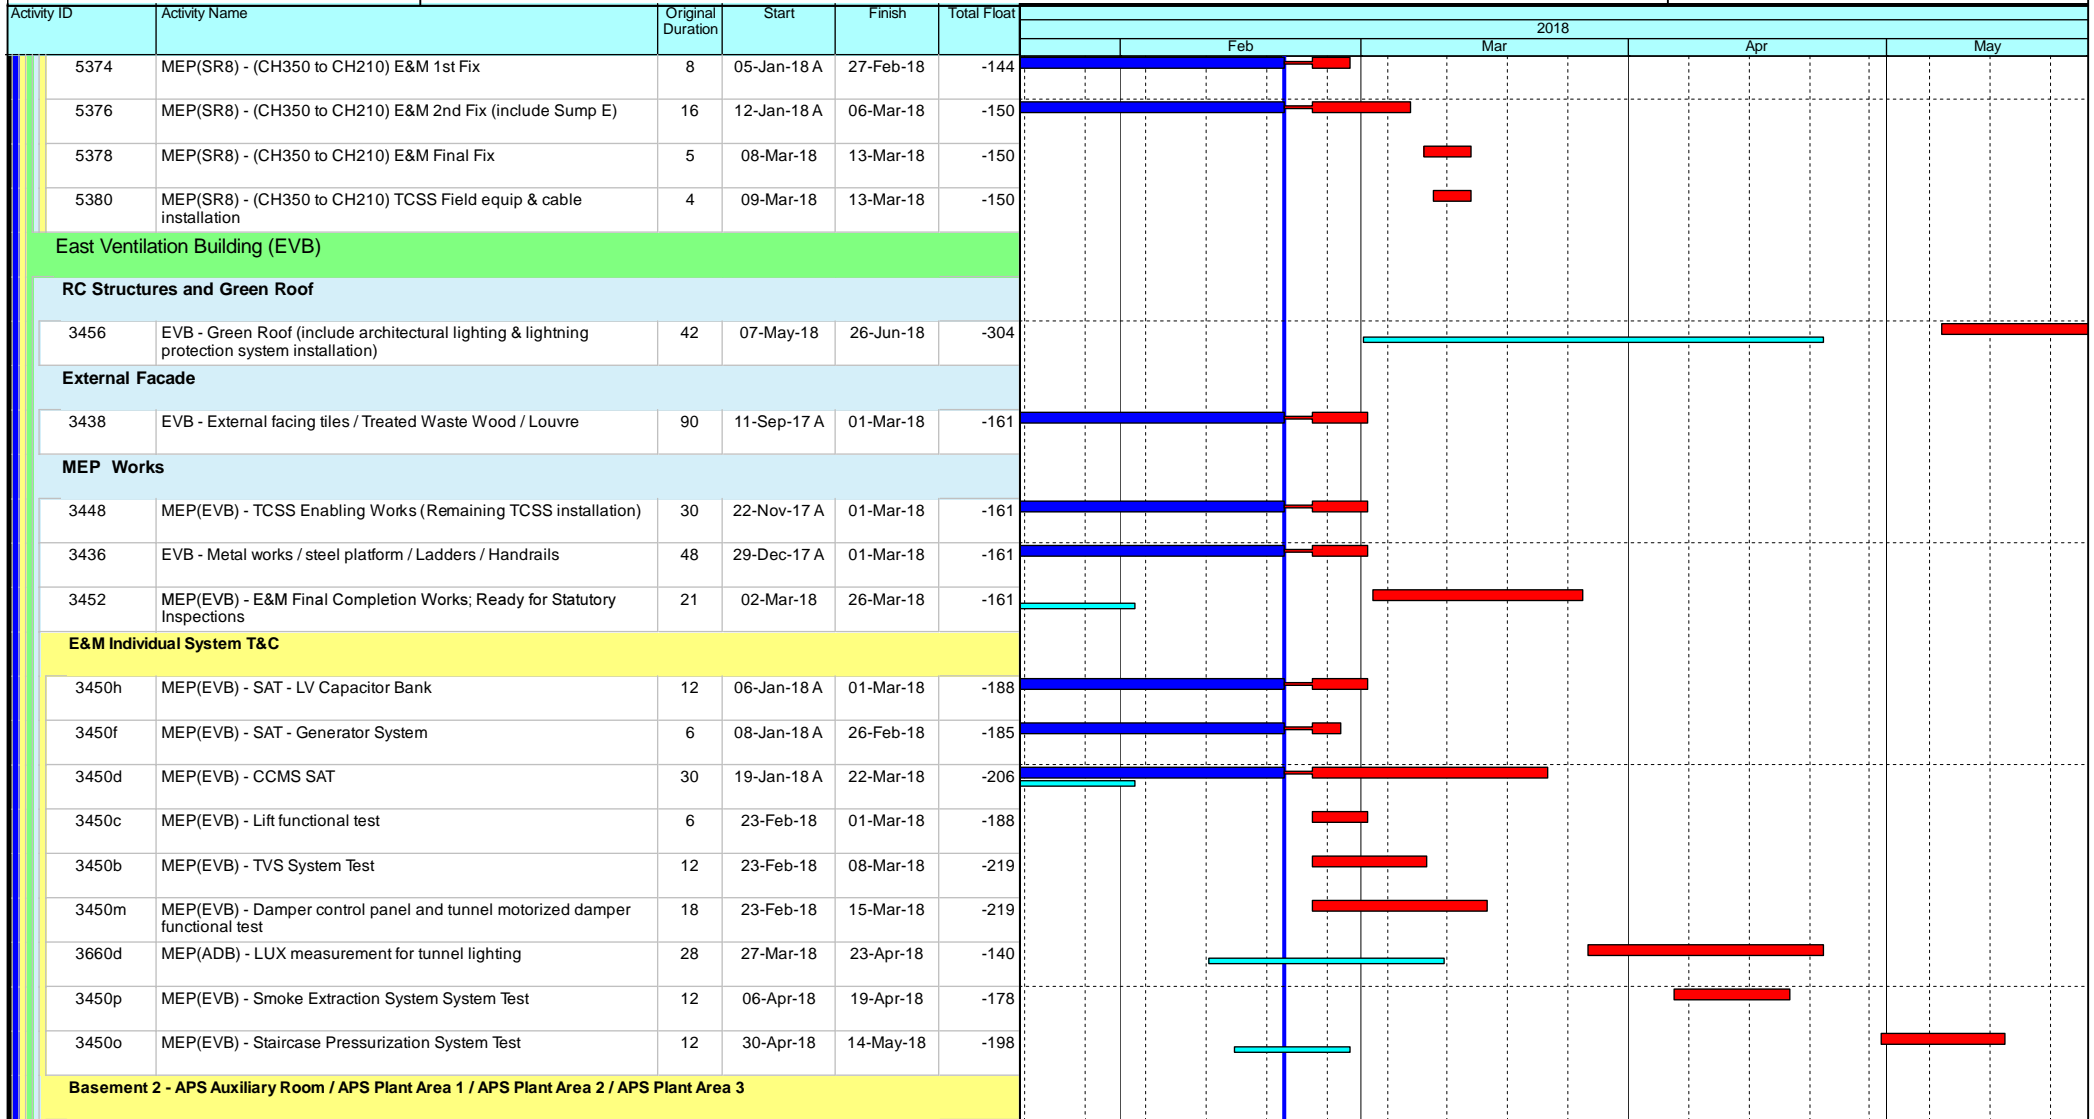 Activity ID Activity Name Original Duration Start Finish Total Float
2018
Feb Mar Apr May
5374 MEP(SR8) - (CH350 to CH210) E&M 1st Fix 8 05-Jan-18 A 27-Feb-18 -144
5376 MEP(SR8) - (CH350 to CH210) E&M 2nd Fix (include Sump E) 16 12-Jan-18 A 06-Mar-18 -150
5378 MEP(SR8) - (CH350 to CH210) E&M Final Fix 5 08-Mar-18 13-Mar-18 -150
5380 MEP(SR8) - (CH350 to CH210) TCSS Field equip & cable 4 09-Mar-18 13-Mar-18 -150
installation
East Ventilation Building (EVB)
RC Structures and Green Roof
3456 EVB - Green Roof (include architectural lighting & lightning 42 07-May-18 26-Jun-18 -304
protection system installation)
External Facade
3438 EVB - External facing tiles / Treated Waste Wood / Louvre 90 11-Sep-17 A 01-Mar-18 -161
MEP Works
3448 MEP(EVB) - TCSS Enabling Works (Remaining TCSS installation) 30 22-Nov-17 A 01-Mar-18 -161
3436 EVB - Metal works / steel platform / Ladders / Handrails 48 29-Dec-17 A 01-Mar-18 -161
3452 MEP(EVB) - E&M Final Completion Works; Ready for Statutory 21 02-Mar-18 26-Mar-18 -161
Inspections
E&M Individual System T&C
3450h MEP(EVB) - SAT - LV Capacitor Bank 12 06-Jan-18 A 01-Mar-18 -188
3450f MEP(EVB) - SAT - Generator System 6 08-Jan-18 A 26-Feb-18 -185
3450d MEP(EVB) - CCMS SAT 30 19-Jan-18 A 22-Mar-18 -206
3450c MEP(EVB) - Lift functional test 6 23-Feb-18 01-Mar-18 -188
3450b MEP(EVB) - TVS System Test 12 23-Feb-18 08-Mar-18 -219
3450m MEP(EVB) - Damper control panel and tunnel motorized damper 18 23-Feb-18 15-Mar-18 -219
functional test
3660d MEP(ADB) - LUX measurement for tunnel lighting 28 27-Mar-18 23-Apr-18 -140
3450p MEP(EVB) - Smoke Extraction System System Test 12 06-Apr-18 19-Apr-18 -178
3450o MEP(EVB) - Staircase Pressurization System Test 12 30-Apr-18 14-May-18 -198
Basement 2 - APS Auxiliary Room / APS Plant Area 1 / APS Plant Area 2 / APS Plant Area 3